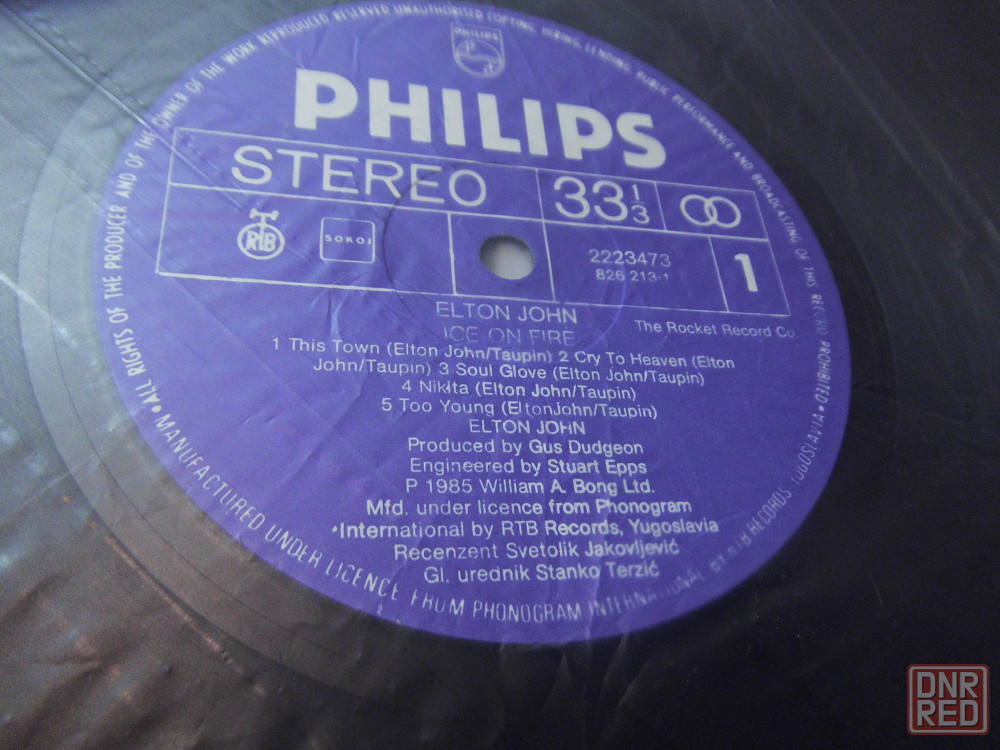 ALL RIGHTS OF THE PRODUCER AND OF THE OWNER OF THE WORK REPRODUCED RESERVED UNAUTHORISED COPYING, HIRING, LENDING, PUBLIC PERFORMANCE AND BROADCASTING OF THIS RECORD PROHIBITED •
PHILIPS
STEREO
33 1/3
RTB
SOKOJ
2223473
826 213-1
1
ELTON JOHN
ICE ON FIRE
The Rocket Record Co.
1 This Town (Elton John/Taupin) 2 Cry To Heaven (Elton
John/Taupin) 3 Soul Glove (Elton John/Taupin)
4 Nikita (Elton John/Taupin)
5 Too Young (EltonJohn/Taupin)
ELTON JOHN
Produced by Gus Dudgeon
Engineered by Stuart Epps
P 1985 William A. Bong Ltd.
Mfd. under licence from Phonogram
•International by RTB Records, Yugoslavia
Recenzent Svetolik Jakovljević
Gl. urednik Stanko Terzić
• MANUFACTURED UNDER LICENCE FROM PHONOGRAM INTERNATIONAL BY RTB RECORDS YUGOSLAVIA •
DNR
RED